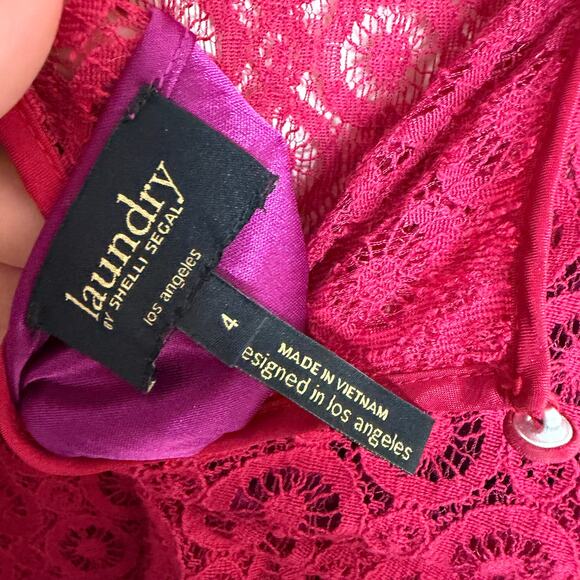 laundry
BY SHELLI SEGAL
los angeles
4
MADE IN VIETNAM
esigned in los angeles